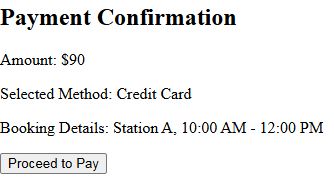 Payment Confirmation
Amount: $90
Selected Method: Credit Card
Booking Details: Station A, 10:00 AM - 12:00 PM
Proceed to Pay